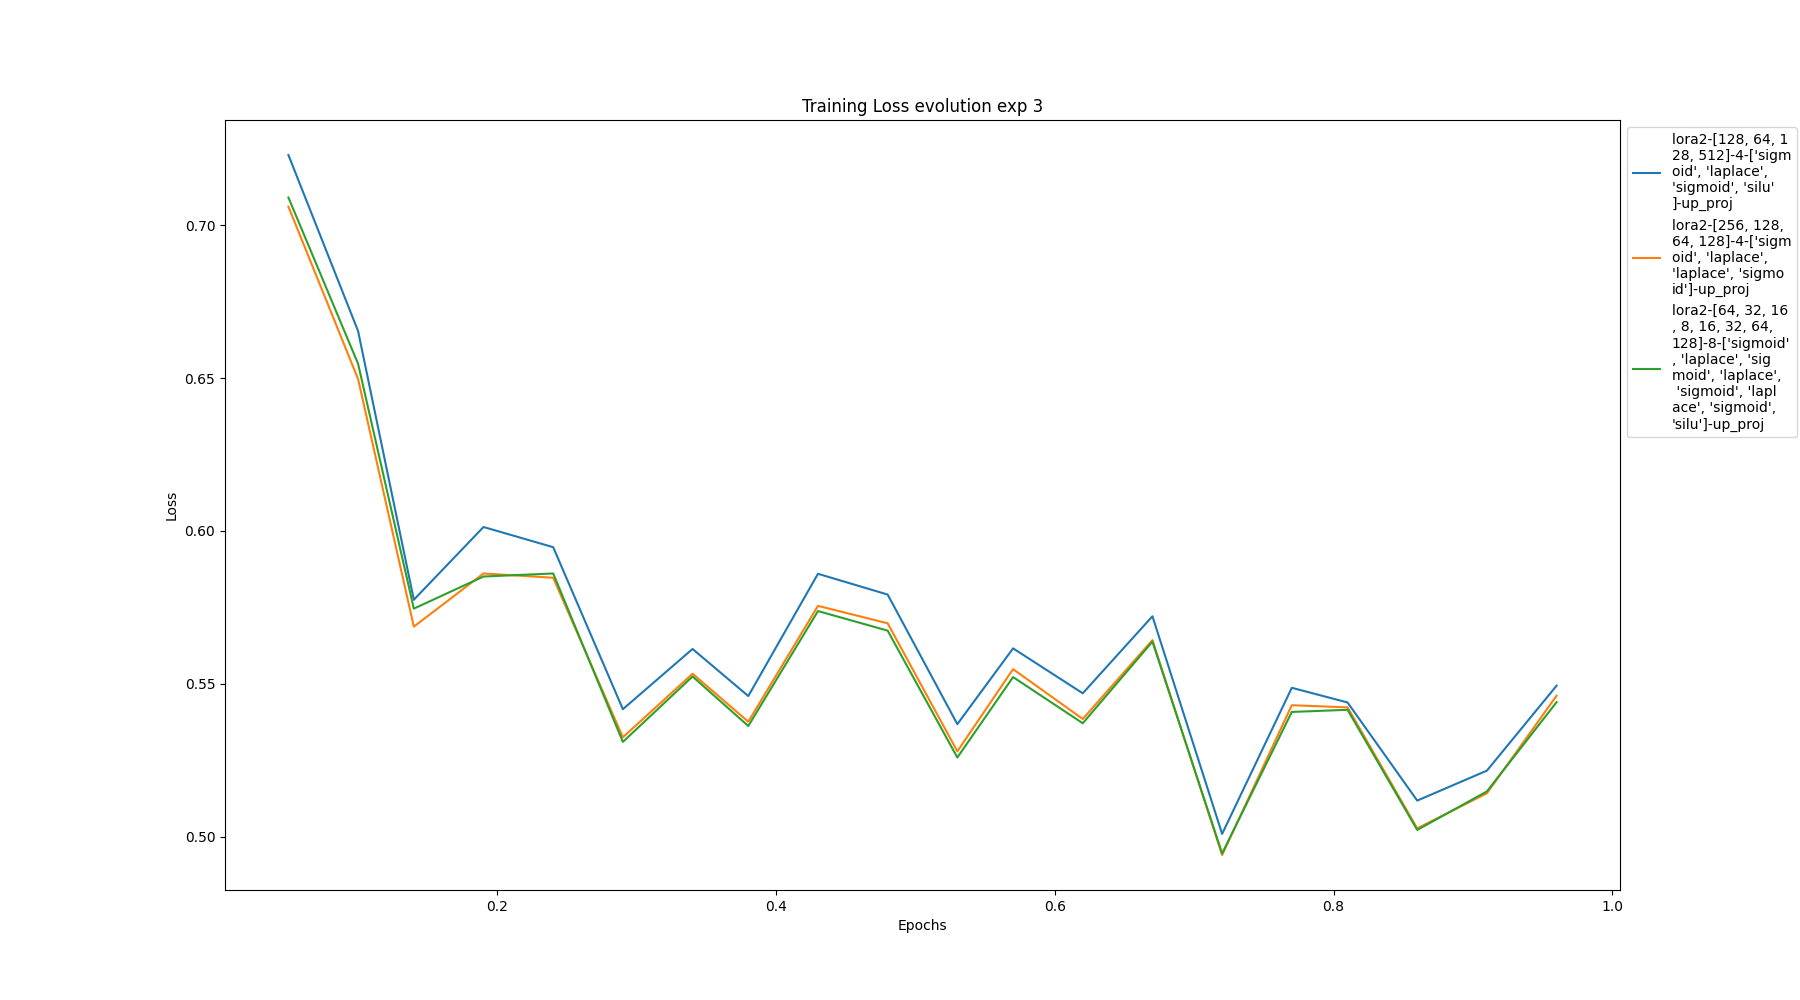 Training Loss evolution exp 3
lora2-[128, 64, 1
28, 512]-4-['sigm
oid', 'laplace',
'sigmoid', 'silu'
]-up_proj
lora2-[256, 128,
64, 128]-4-['sigm
oid', 'laplace',
'laplace', 'sigmo
id']-up_proj
lora2-[64, 32, 16
, 8, 16, 32, 64,
128]-8-['sigmoid'
, 'laplace', 'sig
moid', 'laplace',
'sigmoid', 'lapl
ace', 'sigmoid',
'silu']-up_proj
0.70
0.65
0.60
0.55
0.50
Loss
0.2
0.4
0.6
0.8
1.0
Epochs